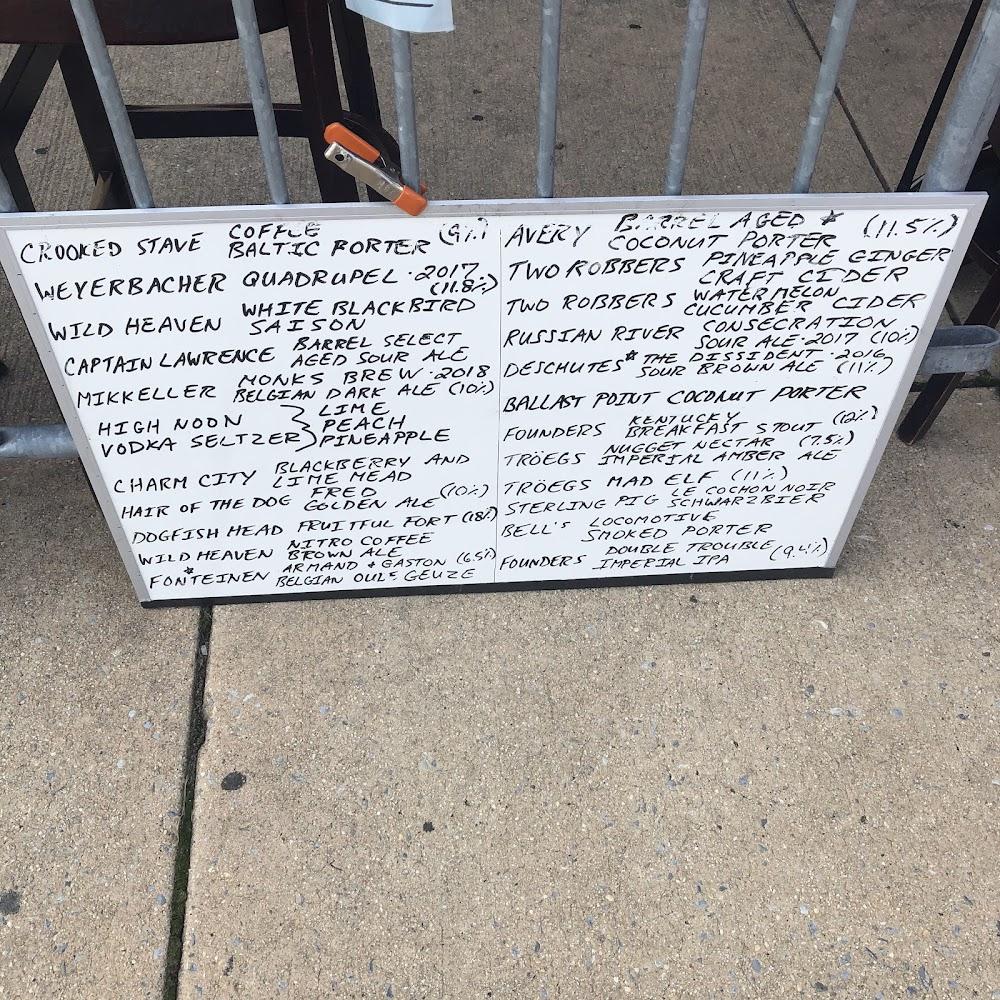 CROOKED STAVE COFFEE
BALTIC PORTER (9%)
WEYERBACHER QUADRUPEL · 2017
(11.8%)
WILD HEAVEN WHITE BLACKBIRD
SAISON
CAPTAIN LAWRENCE BARREL SELECT
AGED SOUR ALE
MIKKELLER MONKS BREW · 2018
BELGIAN DARK ALE (10%)
HIGH NOON
VODKA SELTZER
LIME
PEACH
PINEAPPLE
CHARM CITY BLACKBERRY AND
LIME MEAD
HAIR OF THE DOG FRED
GOLDEN ALE (10%)
DOGFISH HEAD FRUITFUL FORT (18%)
WILD HEAVEN NITRO COFFEE
BROWN ALE
FONTEINEN* ARMAND + GASTON (6.5%)
BELGIAN OUDE GEUZE
AVERY BARREL AGED * (11.5%)
COCONUT PORTER
TWO ROBBERS PINEAPPLE GINGER
CRAFT CIDER
TWO ROBBERS WATERMELON
CUCUMBER CIDER
RUSSIAN RIVER CONSECRATION
SOUR ALE · 2017 (10%)
DESCHUTES * THE DISSIDENT · 2016
SOUR BROWN ALE (11%)
BALLAST POINT COCONUT PORTER
FOUNDERS KENTUCKY
BREAKFAST STOUT (12%)
TRÖEGS NUGGET NECTAR (7.5%)
IMPERIAL AMBER ALE
TRÖEGS MAD ELF (11%)
STERLING PIG LE COCHON NOIR
SCHWARZBIER
BELL'S LOCOMOTIVE
SMOKED PORTER
FOUNDERS DOUBLE TROUBLE
IMPERIAL IPA (9.4%)